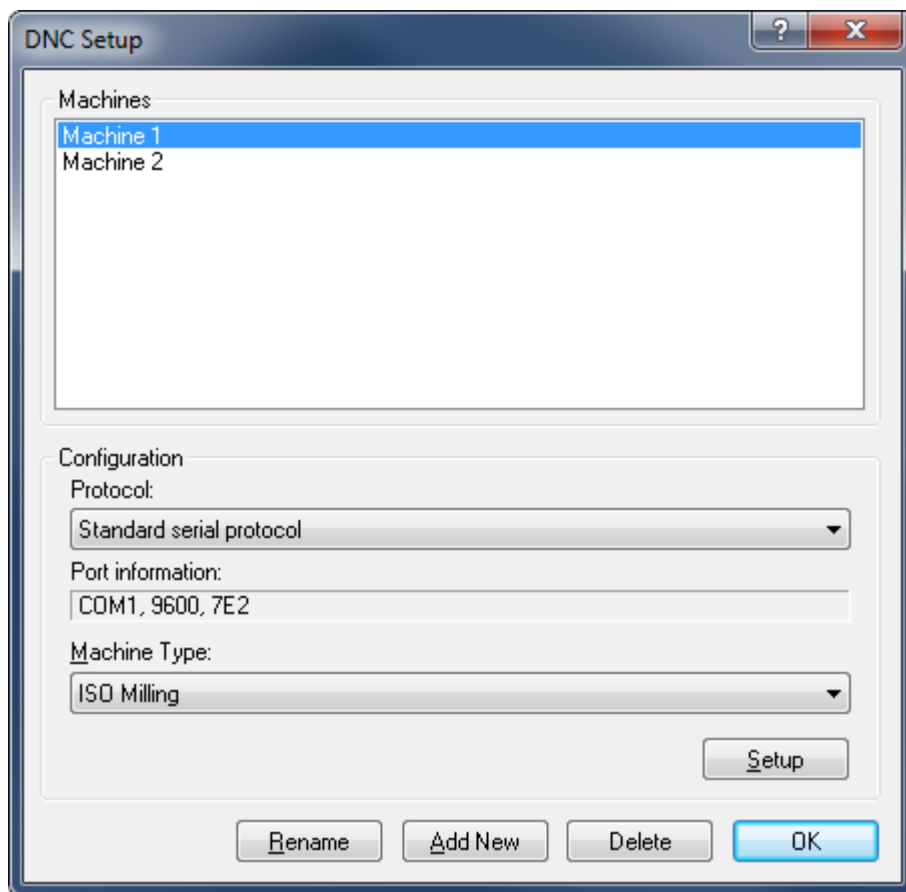 DNC Setup
?
Machines
Machine 1
Machine 2
Configuration
Protocol:
Standard serial protocol
Port information:
COM1, 9600, 7E2
Machine Type:
ISO Milling
Setup
Rename Add New Delete OK